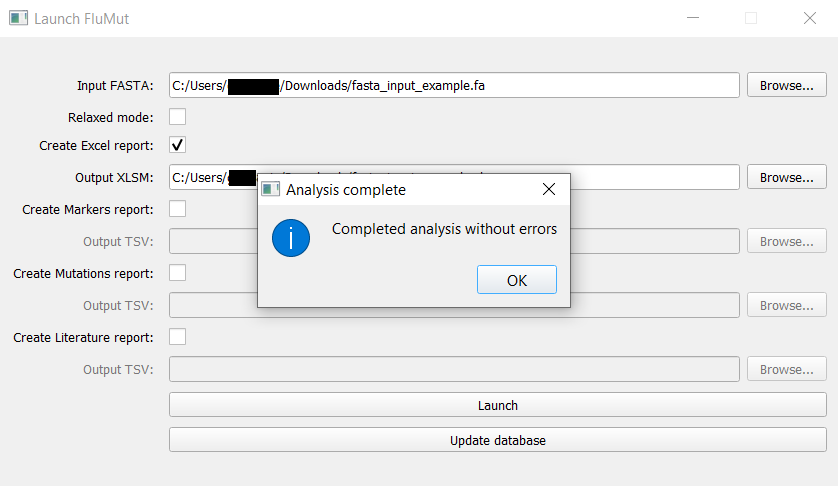 Launch FluMut
Input FASTA: C:/Users/ /Downloads/fasta_input_example.fa Browse...
Relaxed mode:
Create Excel report:
Output XLSM: C:/Users/ Browse...
Analysis complete
Create Markers report:
Completed analysis without errors
Output TSV: Browse...
Create Mutations report:
OK
Output TSV: Browse...
Create Literature report:
Output TSV: Browse...
Launch
Update database